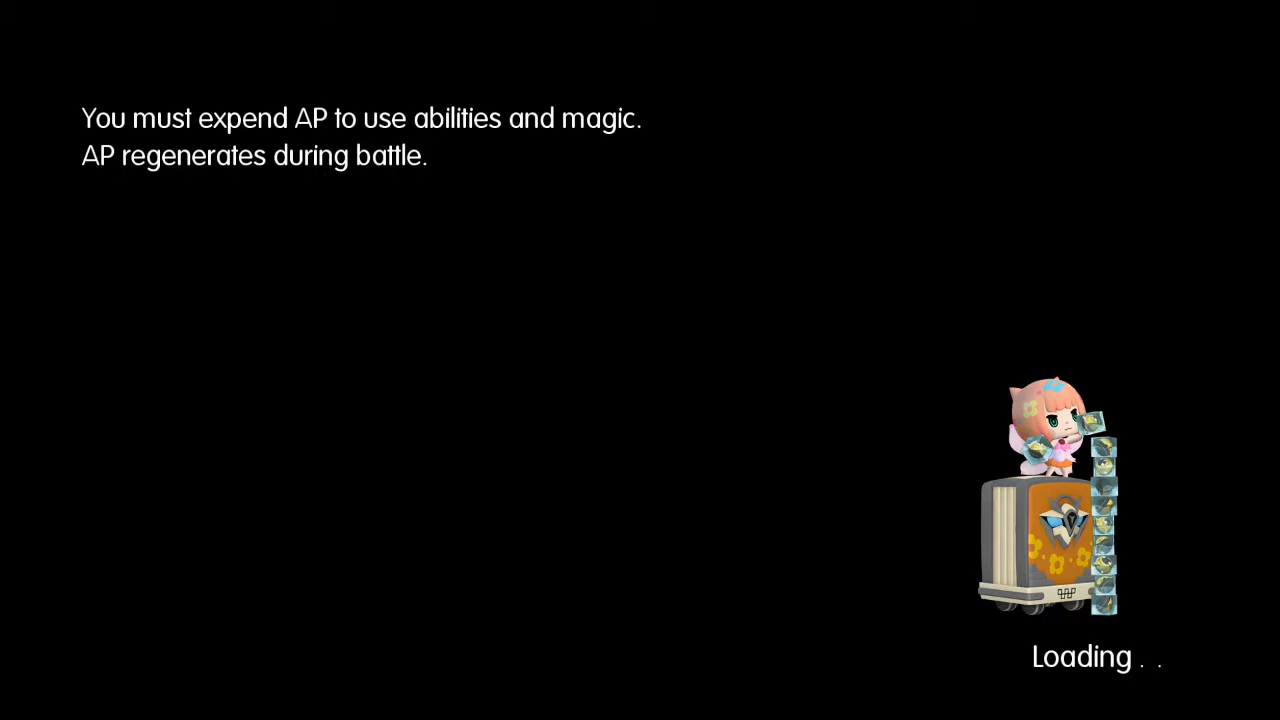 You must expend AP to use abilities and magic.
AP regenerates during battle.
Loading . .